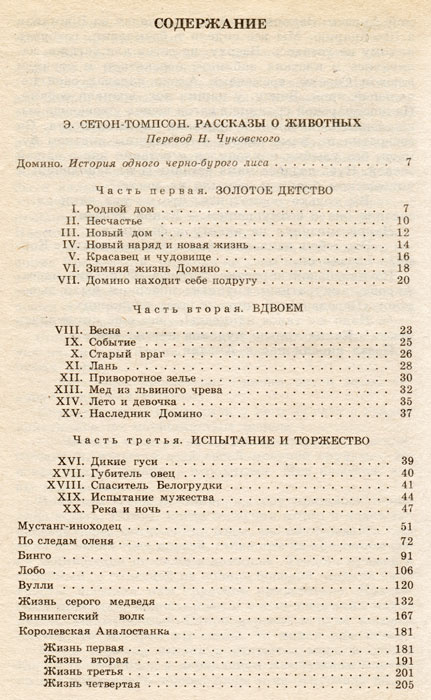 СОДЕРЖАНИЕ
Э. СЕТОН-ТОМПСОН. РАССКАЗЫ О ЖИВОТНЫХ
Перевод Н. Чуковского
Домино. История одного черно-бурого лиса . . . . . . . . . . . 7
Часть первая. ЗОЛОТОЕ ДЕТСТВО
I. Родной дом . . . . . . . . . . . . . . . . . . . . 7
II. Несчастье . . . . . . . . . . . . . . . . . . . . 10
III. Новый дом . . . . . . . . . . . . . . . . . . . 12
IV. Новый наряд и новая жизнь . . . . . . . . . . . 14
V. Красавец и чудовище . . . . . . . . . . . . . . 16
VI. Зимняя жизнь Домино . . . . . . . . . . . . . 18
VII. Домино находит себе подругу . . . . . . . . . . 20
Часть вторая. ВДВОЕМ
VIII. Весна . . . . . . . . . . . . . . . . . . . . . 23
IX. Событие . . . . . . . . . . . . . . . . . . . . 25
X. Старый враг . . . . . . . . . . . . . . . . . . 26
XI. Лань . . . . . . . . . . . . . . . . . . . . . 28
XII. Приворотное зелье . . . . . . . . . . . . . . . 30
XIII. Мед из львиного чрева . . . . . . . . . . . . . 32
XIV. Лето и девочка . . . . . . . . . . . . . . . . 35
XV. Наследник Домино . . . . . . . . . . . . . . . 37
Часть третья. ИСПЫТАНИЕ И ТОРЖЕСТВО
XVI. Дикие гуси . . . . . . . . . . . . . . . . . . 39
XVII. Губитель овец . . . . . . . . . . . . . . . . . 40
XVIII. Спаситель Белогрудки . . . . . . . . . . . . . 41
XIX. Испытание мужества . . . . . . . . . . . . . . 44
XX. Река и ночь . . . . . . . . . . . . . . . . . . 47
Мустанг-иноходец . . . . . . . . . . . . . . . . . . . . 51
По следам оленя . . . . . . . . . . . . . . . . . . . . . 72
Бинго . . . . . . . . . . . . . . . . . . . . . . . . . . 91
Лобо . . . . . . . . . . . . . . . . . . . . . . . . . . 106
Вулли . . . . . . . . . . . . . . . . . . . . . . . . . . 120
Жизнь серого медведя . . . . . . . . . . . . . . . . . . 132
Виннипегский волк . . . . . . . . . . . . . . . . . . . . 167
Королевская Аналостанка . . . . . . . . . . . . . . . . . 181
Жизнь первая . . . . . . . . . . . . . . . . . . . . 181
Жизнь вторая . . . . . . . . . . . . . . . . . . . . 191
Жизнь третья . . . . . . . . . . . . . . . . . . . . 201
Жизнь четвертая . . . . . . . . . . . . . . . . . . . 205